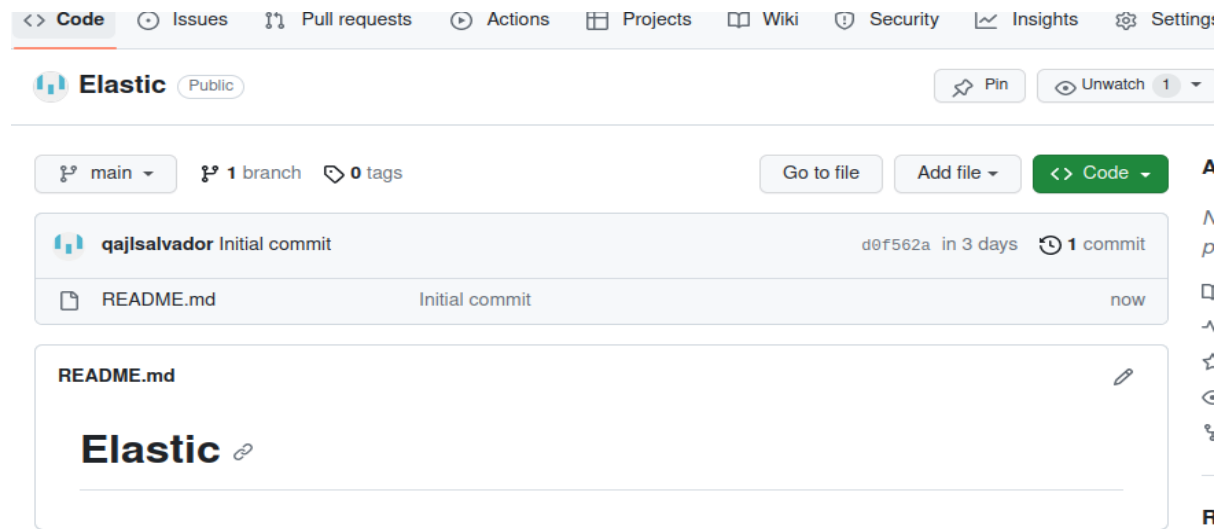 Code Issues Pull requests Actions Projects Wiki Security Insights Settings
Elastic Public Pin Unwatch 1
main 1 branch 0 tags Go to file Add file Code
qajlsalvador Initial commit d0f562a in 3 days 1 commit
README.md Initial commit now
README.md
Elastic